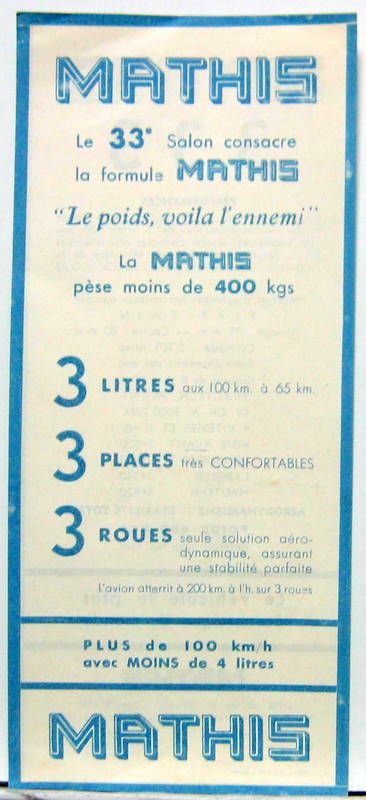 MATHIS
Le 33e Salon consacre
la formule MATHIS
"Le poids, voila l'ennemi"
La MATHIS
pèse moins de 400 kgs
3 LITRES aux 100 km. à 65 km.
3 PLACES très CONFORTABLES
3 ROUES seule solution aéro-
dynamique, assurant
une stabilité parfaite
L'avion atterrit à 200 km. à l'h. sur 3 roues
PLUS de 100 km/h
avec MOINS de 4 litres
MATHIS